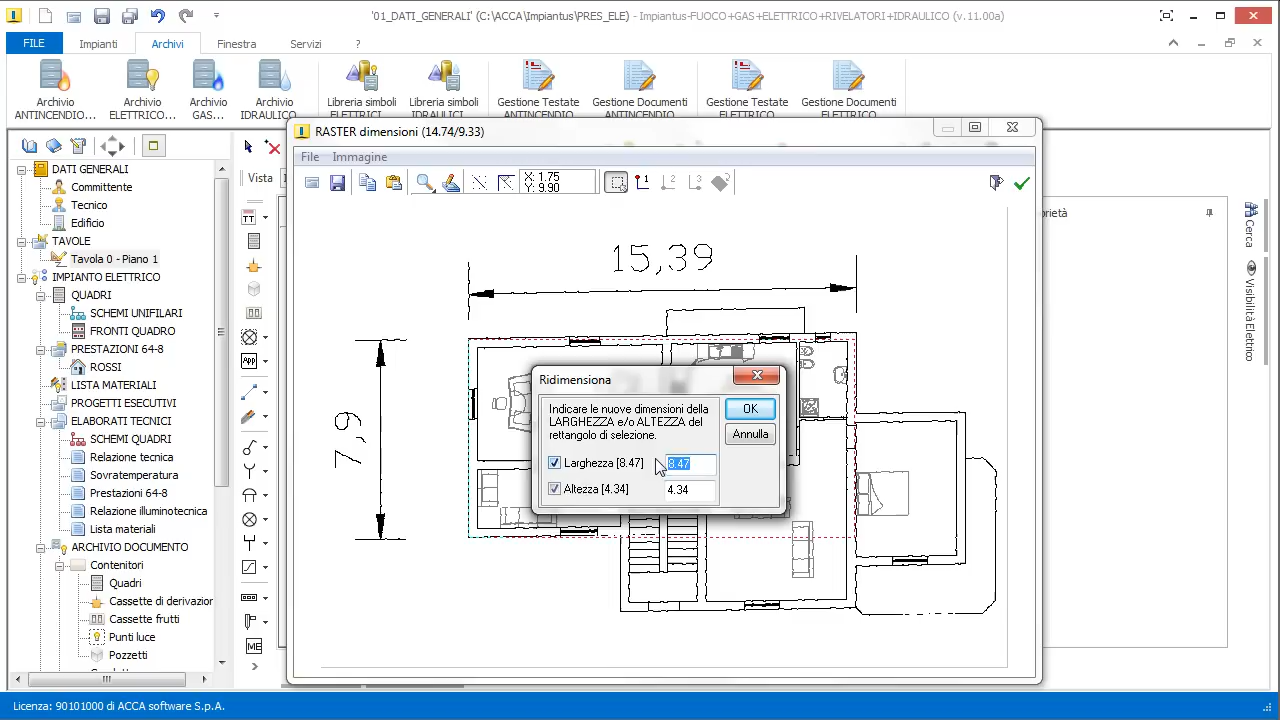 '01_DATI_GENERALI' (C:\ACCA\Impiantus\PRES_ELE) - Impiantus-FUOCO+GAS+ELETTRICO+RIVELATORI+IDRAULICO (v.11.00a)
FILE Impianti Archivi Finestra Servizi ?
Archivio ANTINCENDIO...
Archivio ELETTRICO...
Archivio GAS...
Archivio IDRAULICO
Libreria simboli ELETTRICI
Libreria simboli IDRAULICI
Gestione Testate ANTINCENDIO
Gestione Documenti ANTINCENDIO
Gestione Testate ELETTRICO
Gestione Documenti ELETTRICO
RASTER dimensioni (14.74/9.33)
File Immagine
X: 1.75
Y: 9.90
Vista
TT
App
ME
DATI GENERALI
Committente
Tecnico
Edificio
TAVOLE
Tavola 0 - Piano 1
IMPIANTO ELETTRICO
QUADRI
SCHEMI UNIFILARI
FRONTI QUADRO
PRESTAZIONI 64-8
ROSSI
LISTA MATERIALI
PROGETTI ESECUTIVI
ELABORATI TECNICI
SCHEMI QUADRI
Relazione tecnica
Sovratemperatura
Prestazioni 64-8
Relazione illuminotecnica
Lista materiali
ARCHIVIO DOCUMENTO
Contenitori
Quadri
Cassette di derivazior
Cassette frutti
Punti luce
Pozzetti
15,39
7,9
Ridimensiona
Indicare le nuove dimensioni della
LARGHEZZA e/o ALTEZZA del
rettangolo di selezione.
Larghezza [8.47] 8.47
Altezza [4.34] 4.34
OK
Annulla
prietà
Cerca
Visibilità Elettrico
Licenza: 90101000 di ACCA software S.p.A.